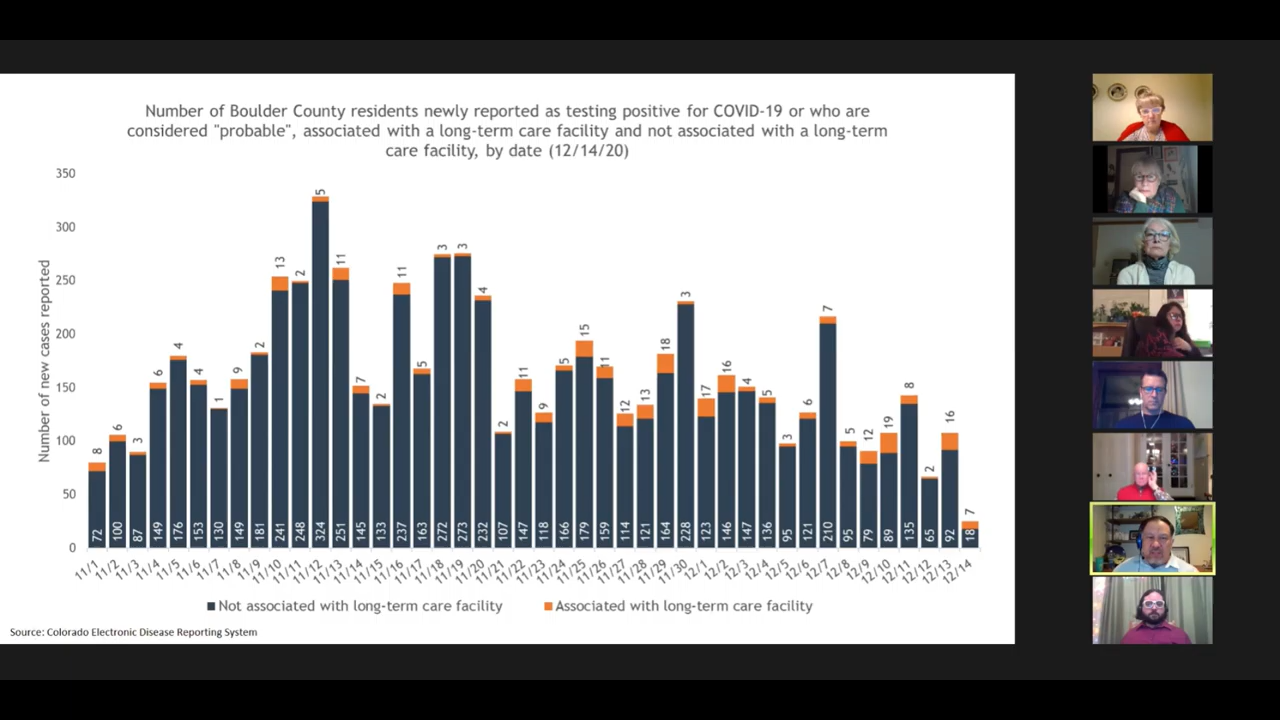 Number of Boulder County residents newly reported as testing positive for COVID-19 or who are
considered "probable", associated with a long-term care facility and not associated with a long-term
care facility, by date (12/14/20)
Number of new cases reported
350
300
250
200
150
100
50
0
8 6 3 6 4 4 1 9 2 13 2 5 11 7 2 11 5 3 3 4 2 11 9 5 15 11 12 13 18 3 17 16 4 5 3 6 7 5 12 19 8 2 16 7
72 100 87 149 176 153 130 149 181 241 248 324 251 145 133 237 163 272 273 232 107 147 118 166 179 159 114 121 164 228 123 146 147 136 95 121 210 95 79 89 135 65 92 18
11/1 11/2 11/3 11/4 11/5 11/6 11/7 11/8 11/9 11/10 11/11 11/12 11/13 11/14 11/15 11/16 11/17 11/18 11/19 11/20 11/21 11/22 11/23 11/24 11/25 11/26 11/27 11/28 11/29 11/30 12/1 12/2 12/3 12/4 12/5 12/6 12/7 12/8 12/9 12/10 12/11 12/12 12/13 12/14
Not associated with long-term care facility Associated with long-term care facility
Source: Colorado Electronic Disease Reporting System